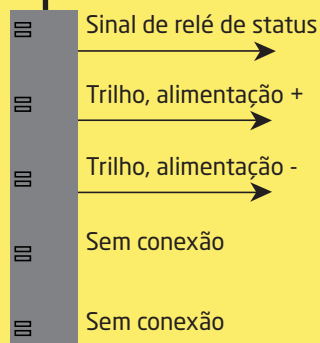 Sinal de relé de status
Trilho, alimentação +
Trilho, alimentação -
Sem conexão
Sem conexão